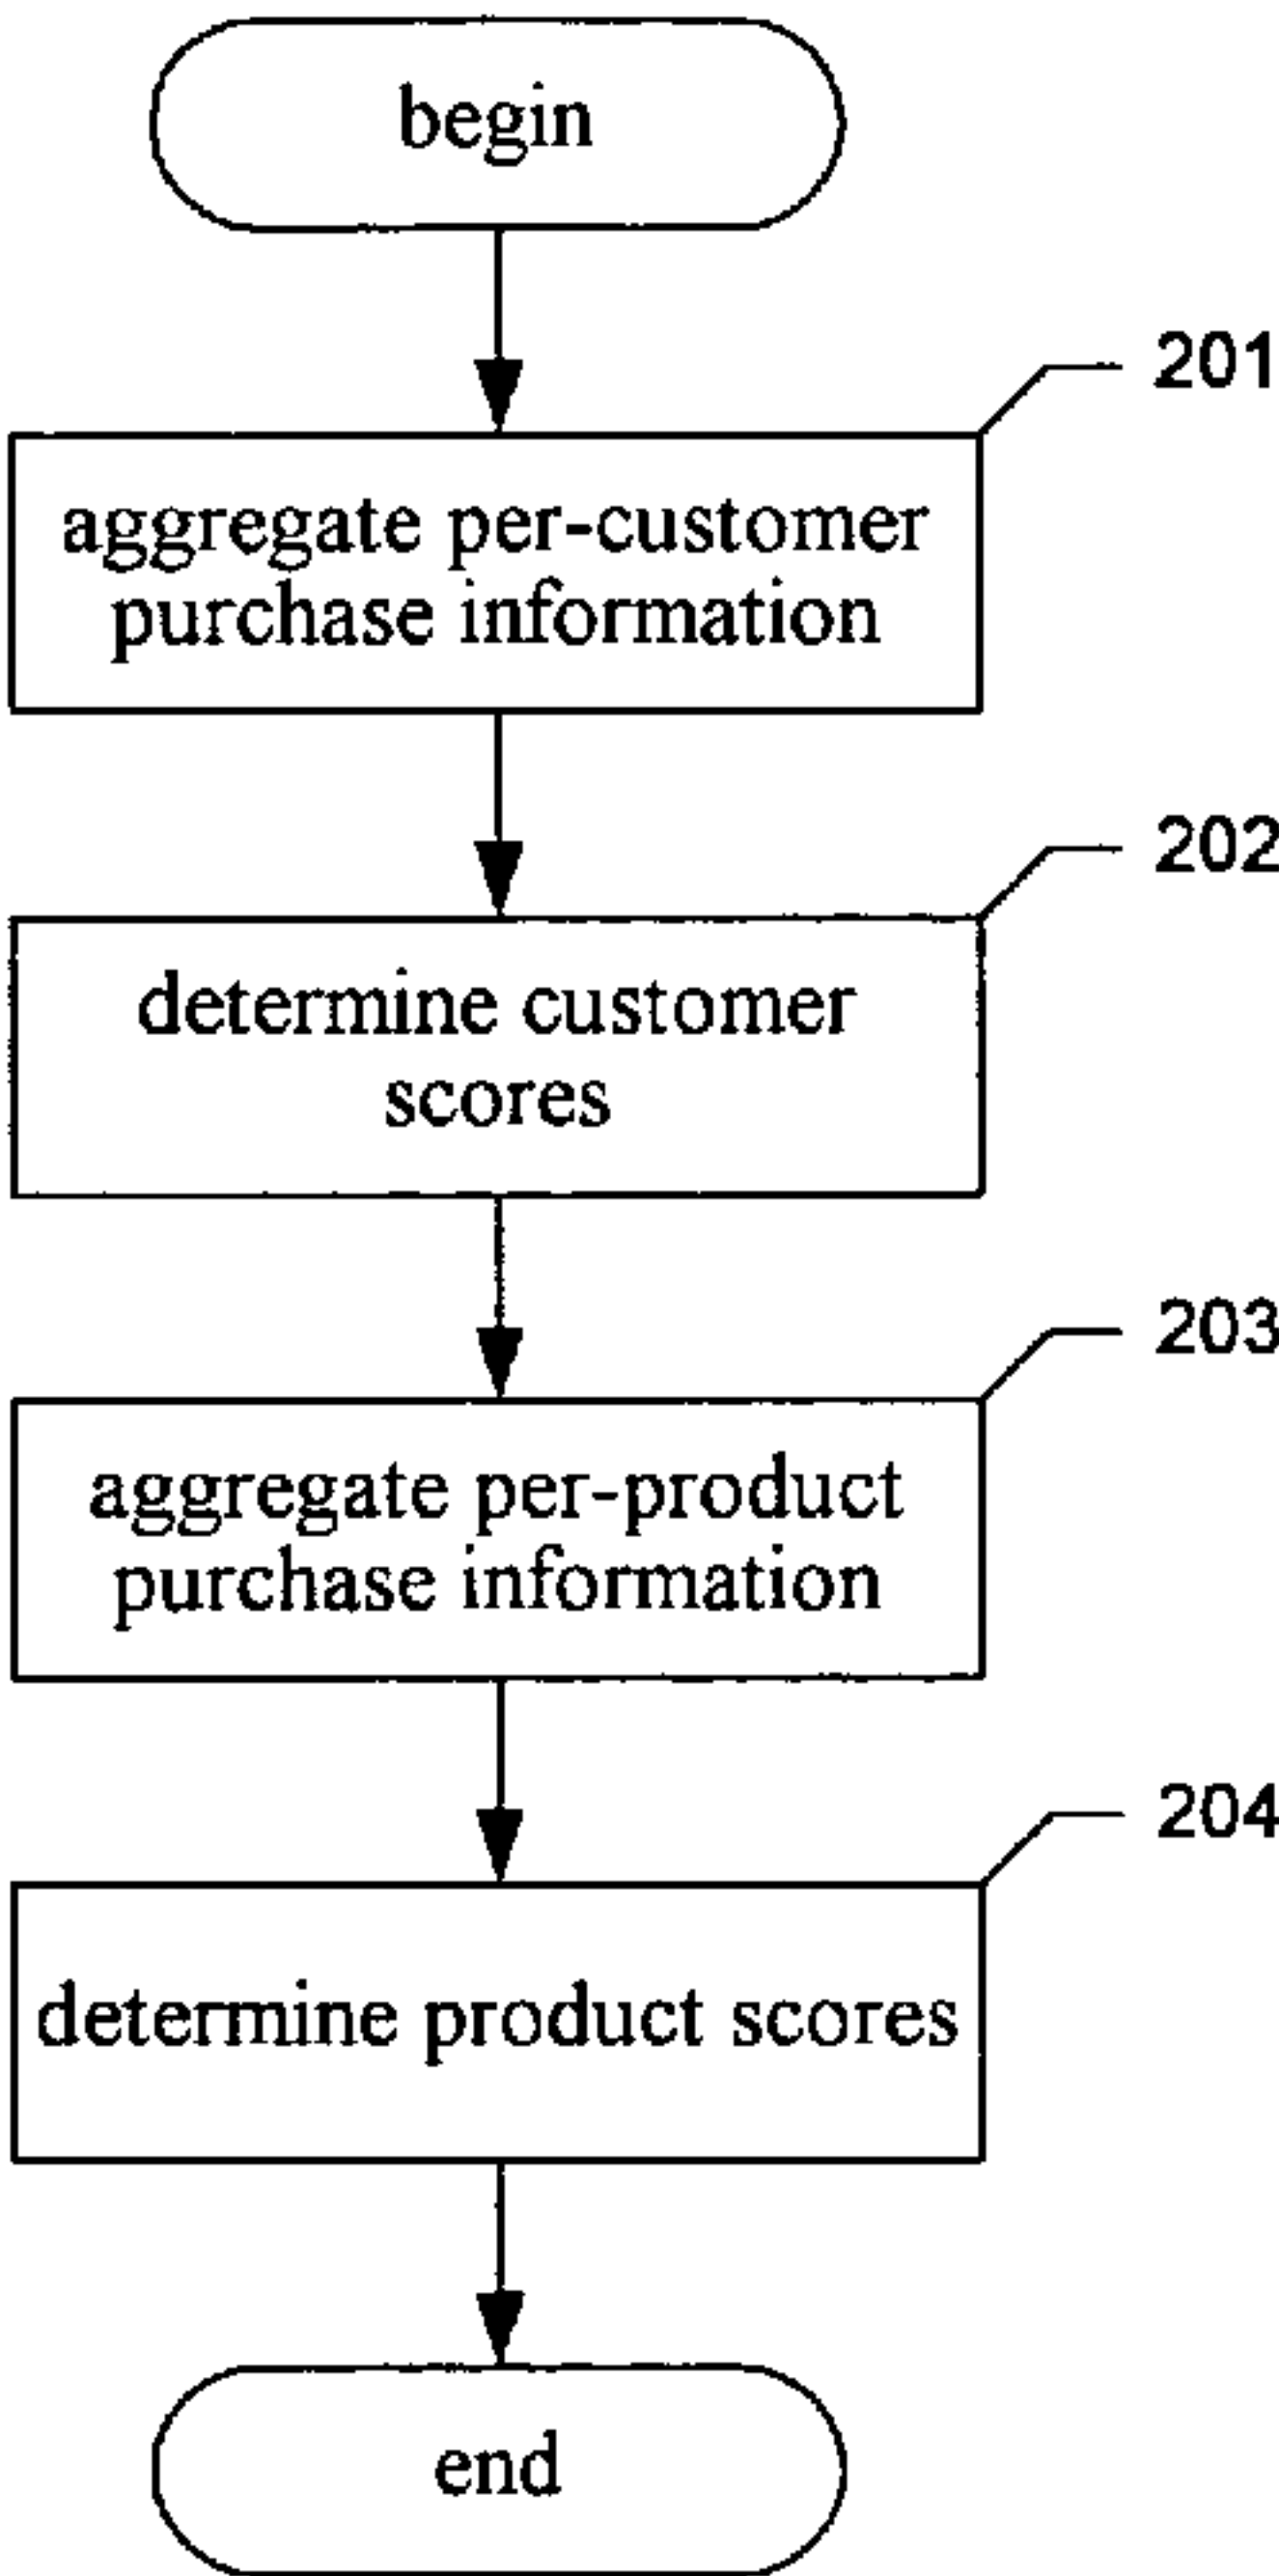 begin
201
aggregate per-customer
purchase information
202
determine customer
scores
203
aggregate per-product
purchase information
204
determine product scores
end